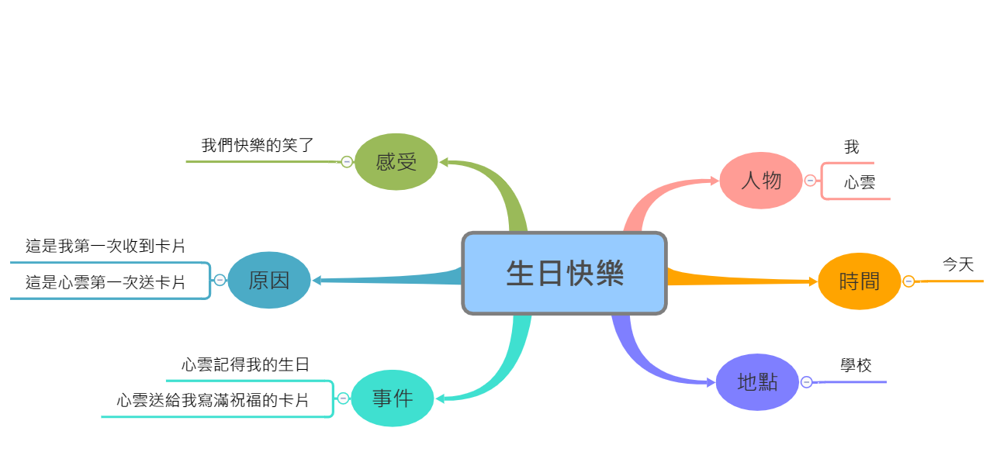 生日快樂
人物
我
心雲
時間
今天
地點
學校
事件
心雲記得我的生日
心雲送給我寫滿祝福的卡片
原因
這是我第一次收到卡片
這是心雲第一次送卡片
感受
我們快樂的笑了